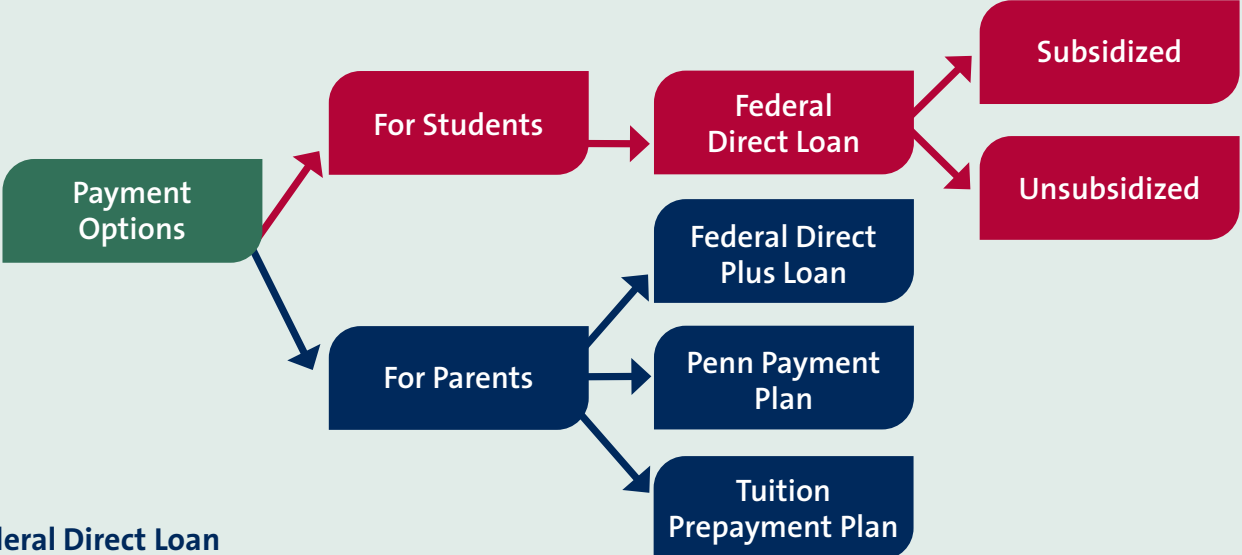 Payment
Options
For Students
Federal
Direct Loan
Subsidized
Unsubsidized
For Parents
Federal Direct
Plus Loan
Penn Payment
Plan
Tuition
Prepayment Plan
deral Direct Loan